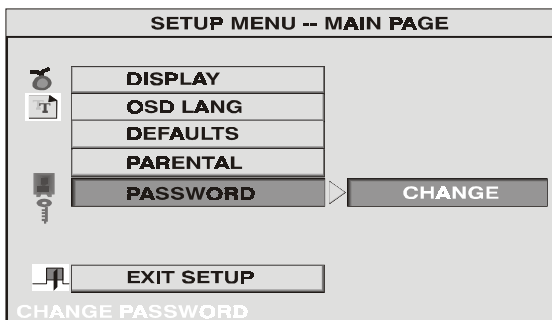 SETUP MENU -- MAIN PAGE
DISPLAY
T
OSD LANG
DEFAULTS
PARENTAL
PASSWORD
CHANGE
EXIT SETUP
CHANGE PASSWORD